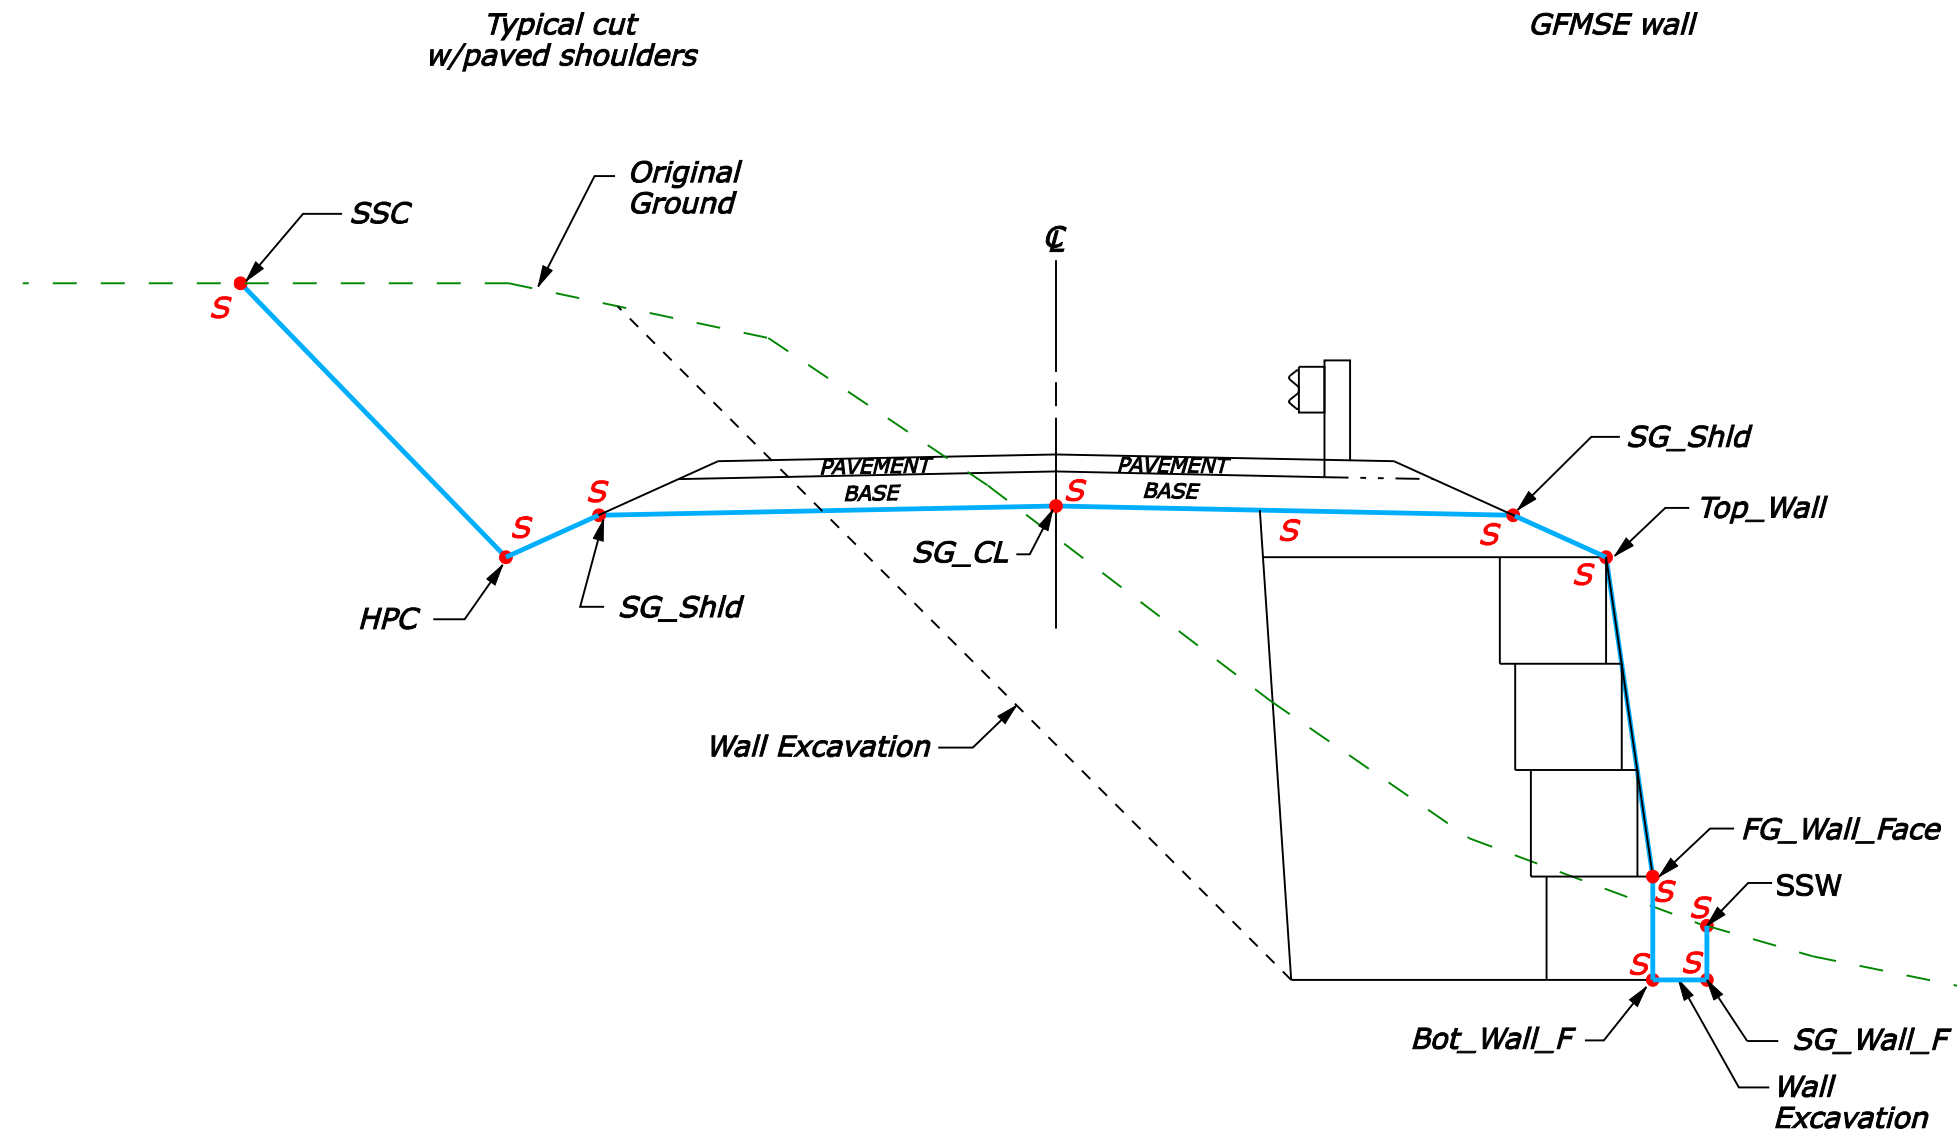 Typical cut
w/paved shoulders
GFMSE wall
Original
Ground
SSC
℄
S
SG_Shld
PAVEMENT
PAVEMENT
BASE
BASE
S
S
S
Top_Wall
S
S
S
SG_CL
S
HPC
SG_Shld
Wall Excavation
FG_Wall_Face
SSW
S
S
S
S
Bot_Wall_F
SG_Wall_F
Wall
Excavation